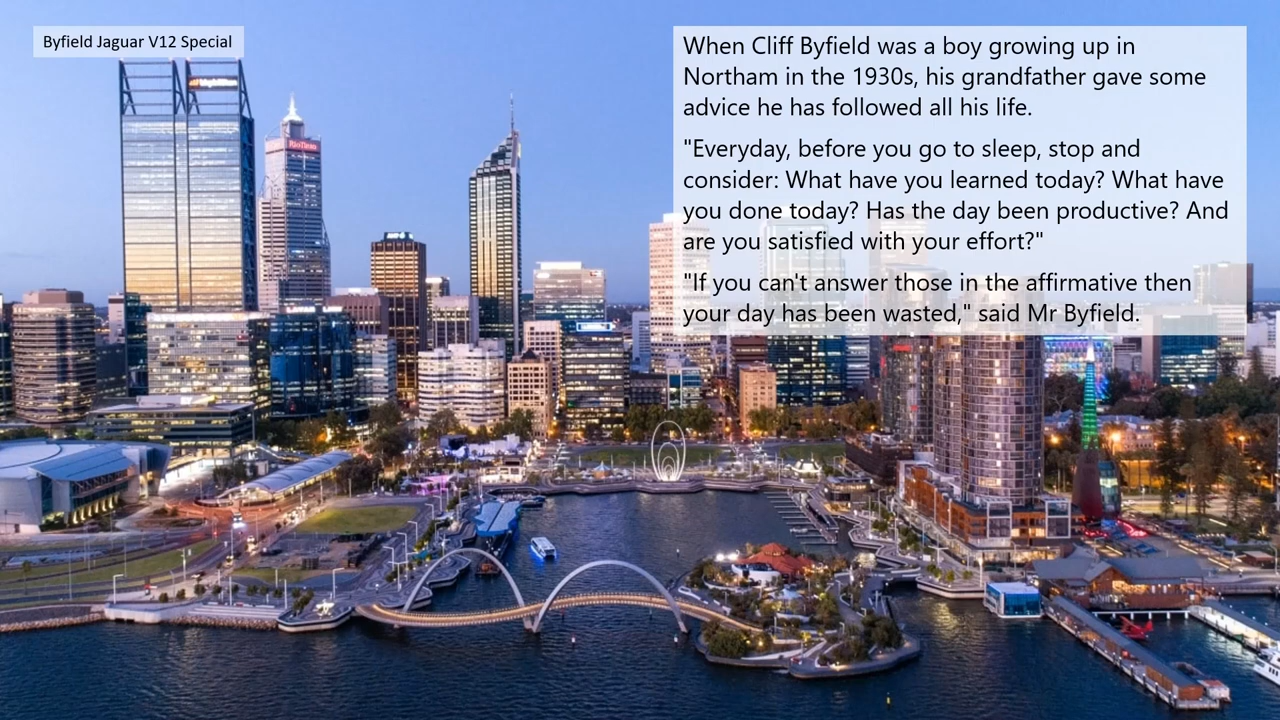 Byfield Jaguar V12 Special
When Cliff Byfield was a boy growing up in
Northam in the 1930s, his grandfather gave some
advice he has followed all his life.
"Everyday, before you go to sleep, stop and
consider: What have you learned today? What have
you done today? Has the day been productive? And
are you satisfied with your effort?"
"If you can't answer those in the affirmative then
your day has been wasted," said Mr Byfield.
RioTinto